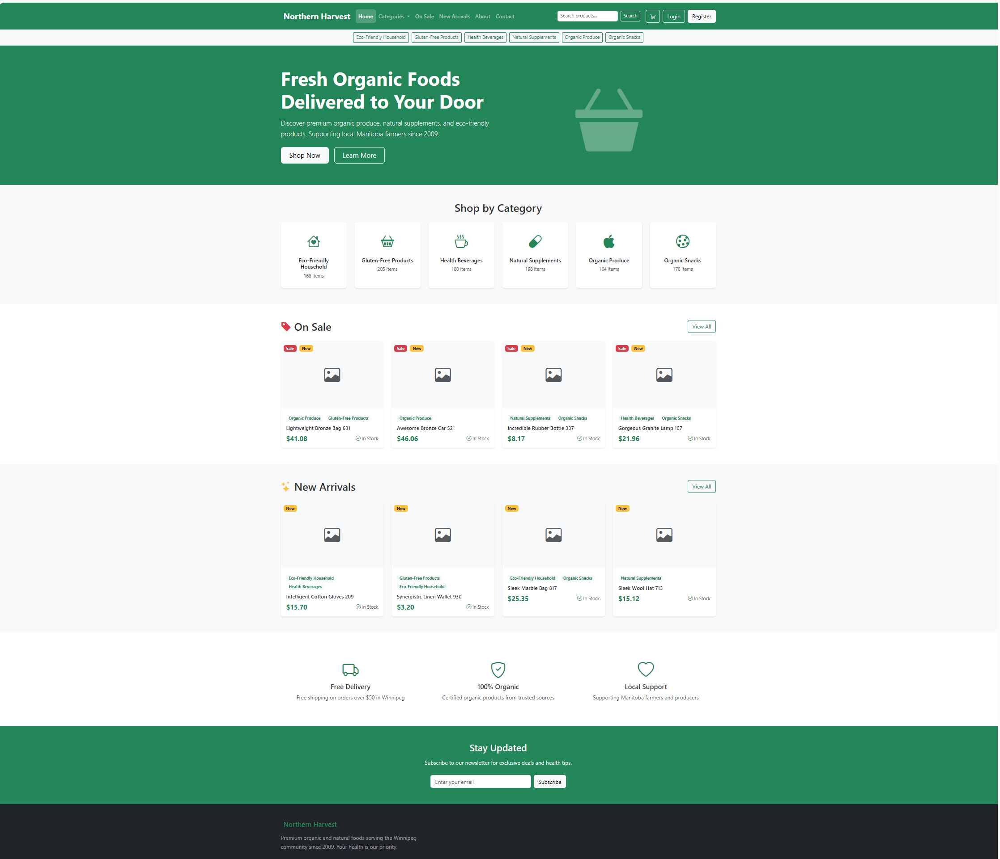 Northern Harvest Home Categories On Sale New Arrivals About Contact Search products... Search Login Register
Eco-Friendly Household Gluten-Free Products Health Beverages Natural Supplements Organic Produce Organic Snacks
Fresh Organic Foods
Delivered to Your Door
Discover premium organic produce, natural supplements, and eco-friendly
products. Supporting local Manitoba farmers since 2009.
Shop Now Learn More
Shop by Category
Eco-Friendly
Household
168 items
Gluten-Free Products
205 items
Health Beverages
180 items
Natural Supplements
198 items
Organic Produce
164 items
Organic Snacks
178 items
On Sale
View All
Sale New
Organic Produce Gluten-Free Products
Lightweight Bronze Bag 631
$41.08 In Stock
Sale New
Organic Produce
Awesome Bronze Car 521
$46.06 In Stock
Sale New
Natural Supplements Organic Snacks
Incredible Rubber Bottle 337
$8.17 In Stock
Sale New
Health Beverages Organic Snacks
Gorgeous Granite Lamp 107
$21.96 In Stock
New Arrivals
View All
New
Eco-Friendly Household
Health Beverages
Intelligent Cotton Gloves 209
$15.70 In Stock
New
Gluten-Free Products
Eco-Friendly Household
Synergistic Linen Wallet 930
$3.20 In Stock
New
Eco-Friendly Household Organic Snacks
Sleek Marble Bag 817
$25.35 In Stock
New
Natural Supplements
Sleek Wool Hat 713
$15.12 In Stock
Free Delivery
Free shipping on orders over $50 in Winnipeg
100% Organic
Certified organic products from trusted sources
Local Support
Supporting Manitoba farmers and producers
Stay Updated
Subscribe to our newsletter for exclusive deals and health tips.
Enter your email Subscribe
Northern Harvest
Premium organic and natural foods serving the Winnipeg
community since 2009. Your health is our priority.